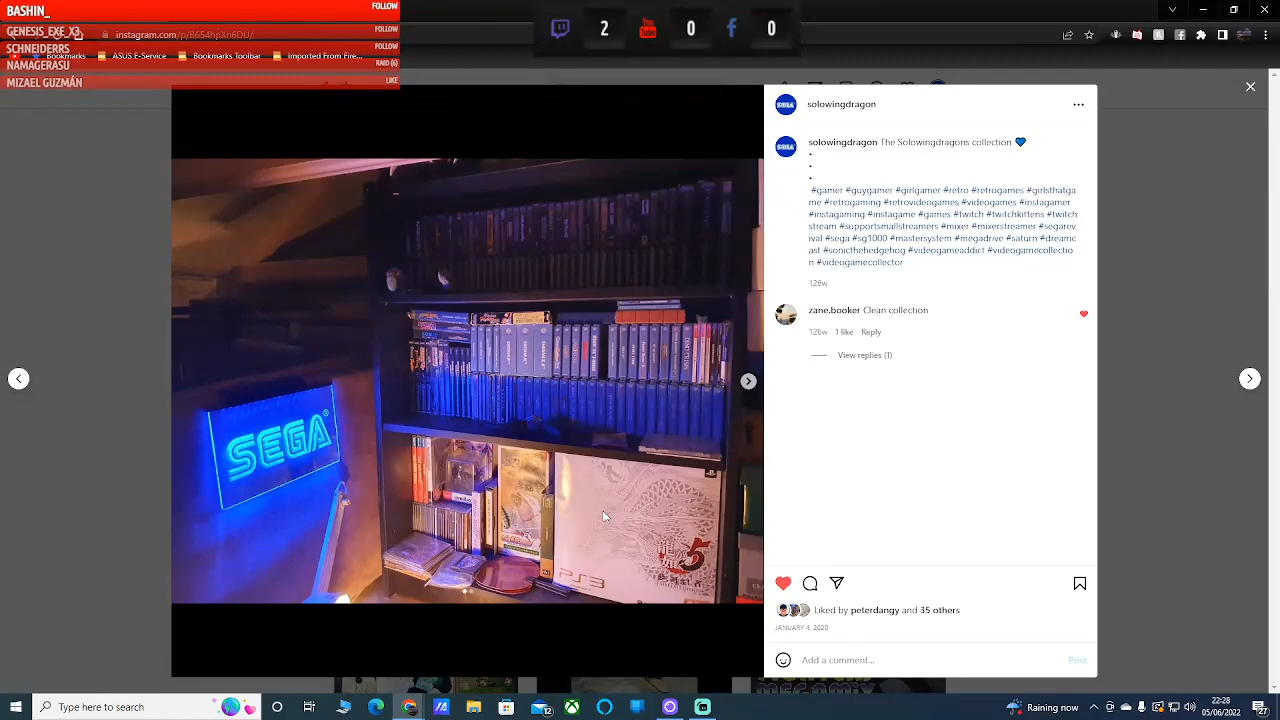 BASHIN_ FOLLOW
GENESIS_EXE_X3 FOLLOW
SCHNEIDERRS FOLLOW
NAMAGERASU RAID (6)
MIZAEL GUZMÁN LIKE
instagram.com/p/B654hpXn6DU/
Bookmarks ASUS E-Service Bookmarks Toolbar Imported From Fire...
2 0 0
solowingdragon
solowingdragon The Solowingdragons collection
.
.
.
#gamer #guygamer #girlgamer #retro #retrogames #girlsthatga
me #retrogaming #retrovideogames #videogames #instagamer
#instagaming #instagame #games #twitch #twitchkittens #twitch
stream #supportsmallstreamers #mixer #mixerstreamer #segarev
ival #sega #sg1000 #mastersystem #megadrive #saturn #dreamc
ast #sonicthehedgehog #videogameaddict #videogamecollectio
n #videogamecollector
126w
zane.booker Clean collection
126w 1 like Reply
View replies (1)
Liked by peterdangy and 35 others
JANUARY 4, 2020
Add a comment... Post
SEGA®
PS3
5
Type here to search
Raining now
22:28
05/06/2022